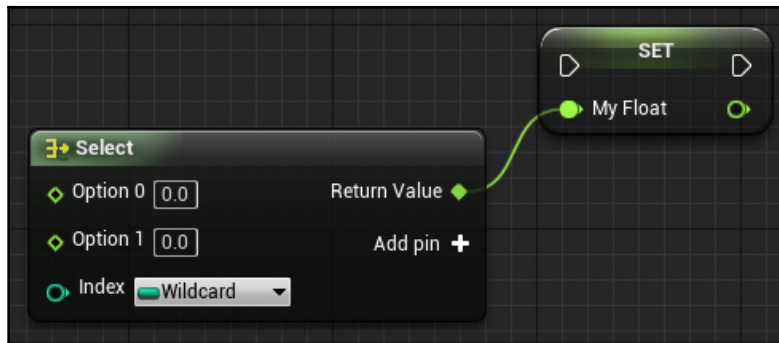 SET
My Float
Select
Option 0 0.0 Return Value
Option 1 0.0 Add pin
Index Wildcard